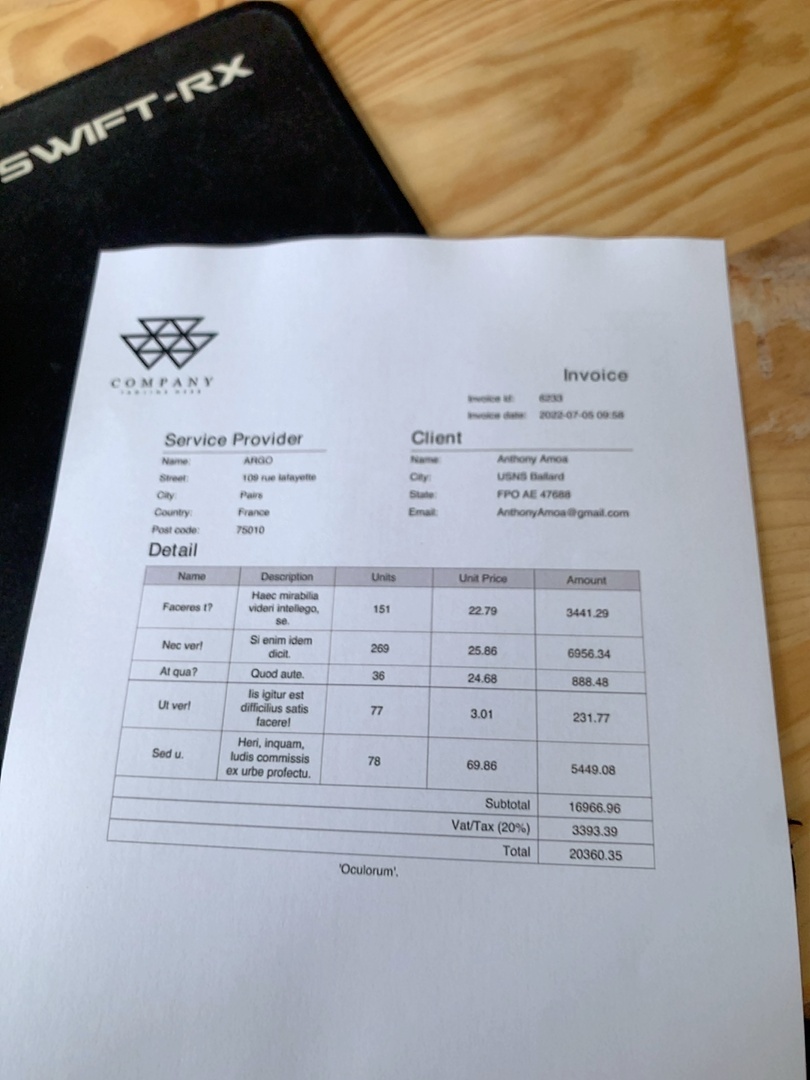 SWIFT-RX
COMPANY
Invoice
Invoice id: 6233
Invoice date: 2022-07-05 09:58
Service Provider
Name: ARGO
Street: 109 rue lafayette
City: Pairs
Country: France
Post code: 75010
Client
Name: Anthony Amoa
City: USNS Ballard
State: FPO AE 47688
Email: AnthonyAmoa@gmail.com
Detail
Name Description Units Unit Price Amount
Faceres t? Haec mirabilia videri intellego, se. 151 22.79 3441.29
Nec ver! Si enim idem dicit. 269 25.86 6956.34
At qua? Quod aute. 36 24.68 888.48
Ut ver! Iis igitur est difficilius satis facere! 77 3.01 231.77
Sed u. Heri, inquam, ludis commissis ex urbe profectu. 78 69.86 5449.08
Subtotal 16966.96
Vat/Tax (20%) 3393.39
Total 20360.35
'Oculorum'.